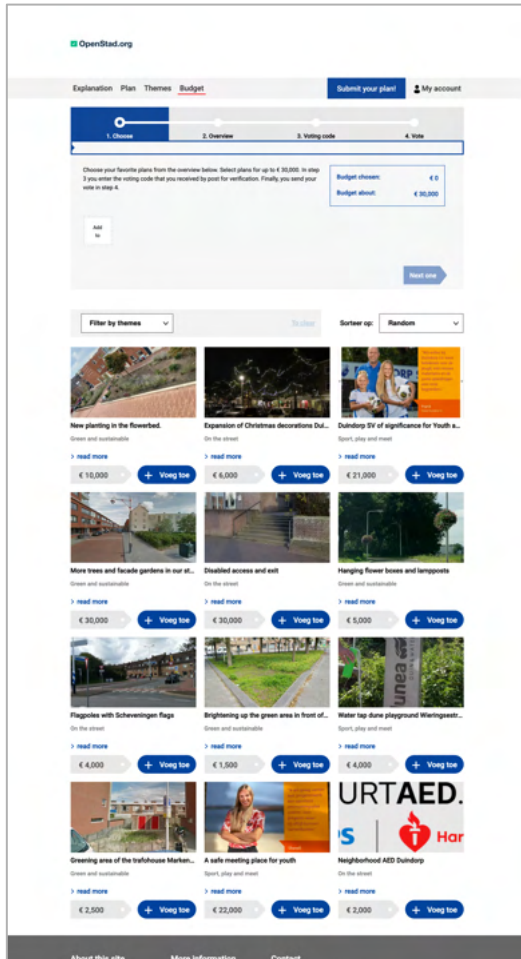 OpenStad.org
Explanation Plan Themes Budget Submit your plan! My account
1. Choose 2. Overview 3. Voting code 4. Vote
Choose your favorite plans from the overview below. Select plans for up to € 30,000. In step
3 you enter the voting code that you received by post for verification. Finally, you send your
vote in step 4.
Budget chosen: € 0
Budget about: € 30,000
Add
to
Next one
Filter by themes Sorteer op: Random
New planting in the flowerbed. Expansion of Christmas decorations Dui... Duindorp SV of significance for Youth a...
Green and sustainable On the street Sport, play and meet
> read more > read more > read more
€ 10,000 + Voeg toe € 6,000 + Voeg toe € 21,000 + Voeg toe
More trees and facade gardens in our st... Disabled access and exit Hanging flower boxes and lampposts
Green and sustainable On the street Green and sustainable
> read more > read more > read more
€ 30,000 + Voeg toe € 30,000 + Voeg toe € 5,000 + Voeg toe
unea
Flagpoles with Scheveningen flags Brightening up the green area in front of... Water tap dune playground Wieringsestr...
On the street Green and sustainable Sport, play and meet
> read more > read more > read more
€ 4,000 + Voeg toe € 1,500 + Voeg toe € 4,000 + Voeg toe
URTAED.
S Har
Greening area of the trafohouse Marken... A safe meeting place for youth Neighborhood AED Duindorp
Green and sustainable Sport, play and meet On the street
> read more > read more > read more
€ 2,500 + Voeg toe € 22,000 + Voeg toe € 2,000 + Voeg toe
About this site More information Contact